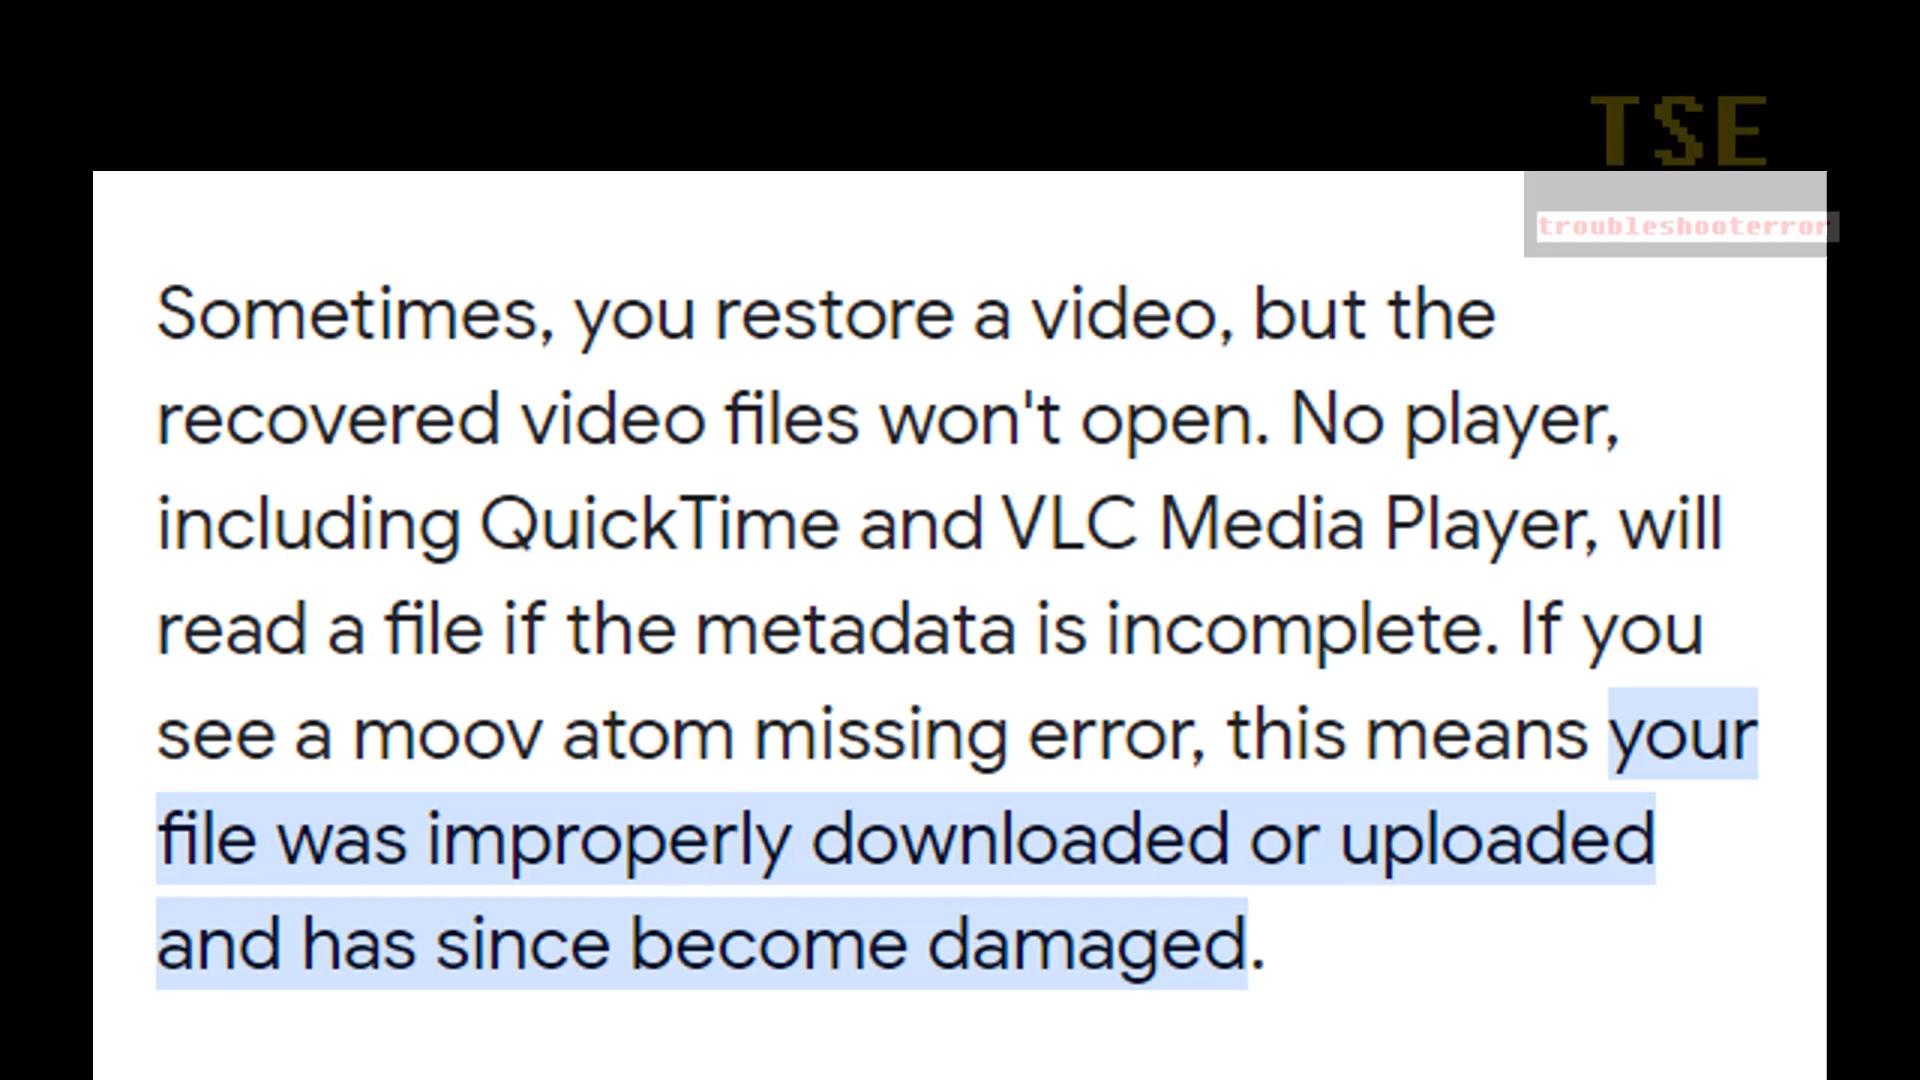 TSE
troubleshooterror
Sometimes, you restore a video, but the
recovered video files won't open. No player,
including QuickTime and VLC Media Player, will
read a file if the metadata is incomplete. If you
see a moov atom missing error, this means your
file was improperly downloaded or uploaded
and has since become damaged.